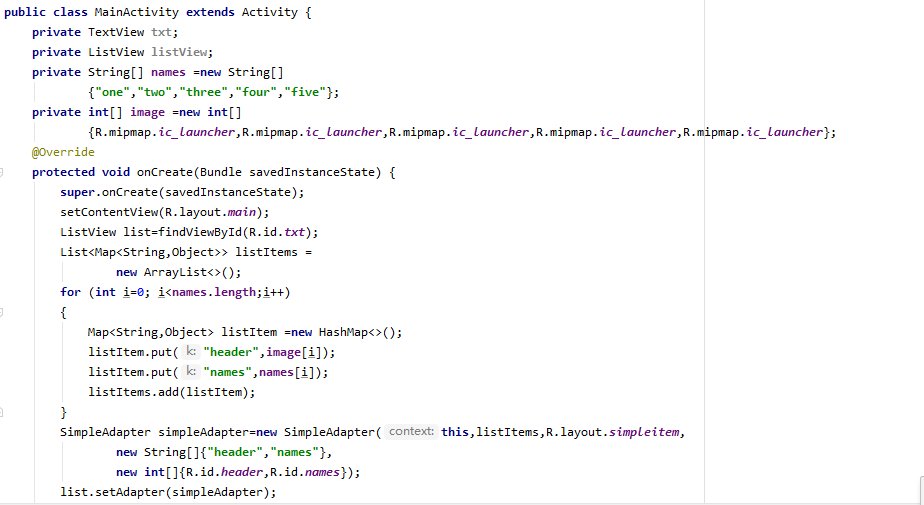 public class MainActivity extends Activity {
private TextView txt;
private ListView listView;
private String[] names =new String[]
{"one","two","three","four","five"};
private int[] image =new int[]
{R.mipmap.ic_launcher,R.mipmap.ic_launcher,R.mipmap.ic_launcher,R.mipmap.ic_launcher,R.mipmap.ic_launcher};
@Override
protected void onCreate(Bundle savedInstanceState) {
super.onCreate(savedInstanceState);
setContentView(R.layout.main);
ListView list=findViewById(R.id.txt);
List<Map<String,Object>> listItems =
new ArrayList<>();
for (int i=0; i<names.length;i++)
{
Map<String,Object> listItem =new HashMap<>();
listItem.put( k: "header",image[i]);
listItem.put( k: "names",names[i]);
listItems.add(listItem);
}
SimpleAdapter simpleAdapter=new SimpleAdapter( context: this,listItems,R.layout.simpleitem,
new String[]{"header","names"},
new int[]{R.id.header,R.id.names});
list.setAdapter(simpleAdapter);